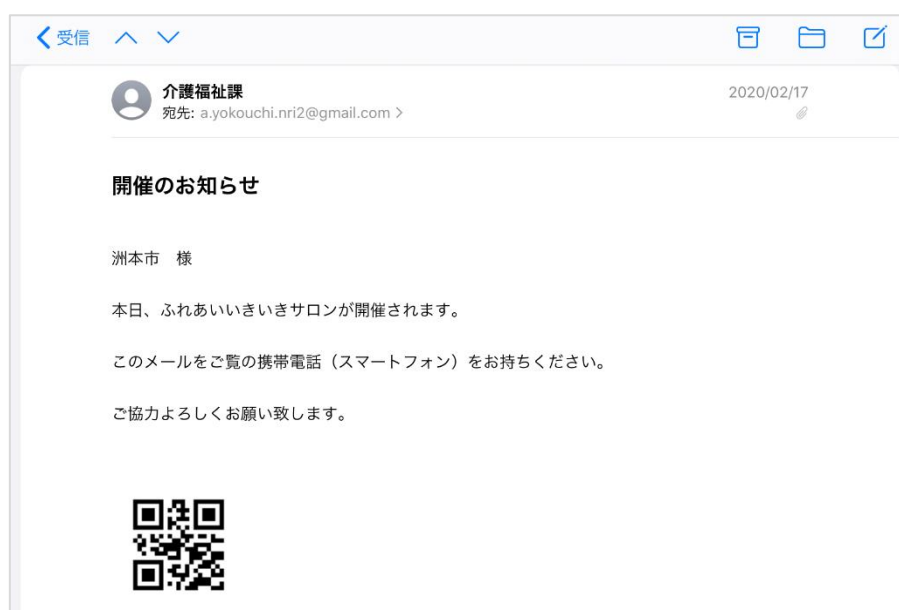 受信
介護福祉課
2020/02/17
宛先: a.yokouchi.nri2@gmail.com >
開催のお知らせ
洲本市　様
本日、ふれあいいきいきサロンが開催されます。
このメールをご覧の携帯電話（スマートフォン）をお持ちください。
ご協力よろしくお願い致します。